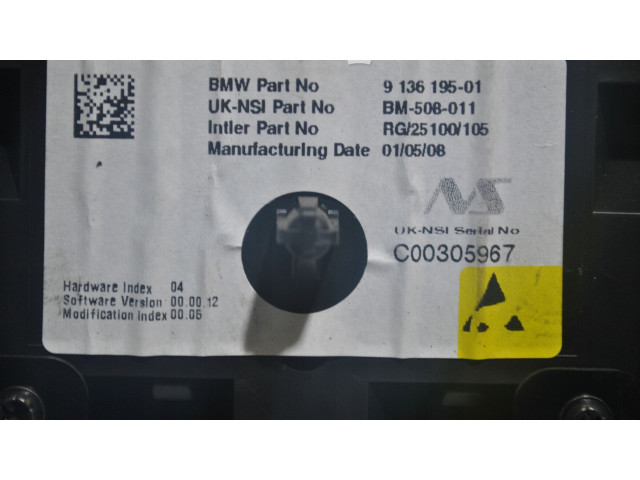 BMW Part No 9 136 195-01
UK-NSI Part No BM-508-011
Intier Part No RG/25100/105
Manufacturing Date 01/05/08
NS
UK-NSI Serial No
C00305967
Hardware Index 04
Software Version 00.00.12
Modification Index 00.05